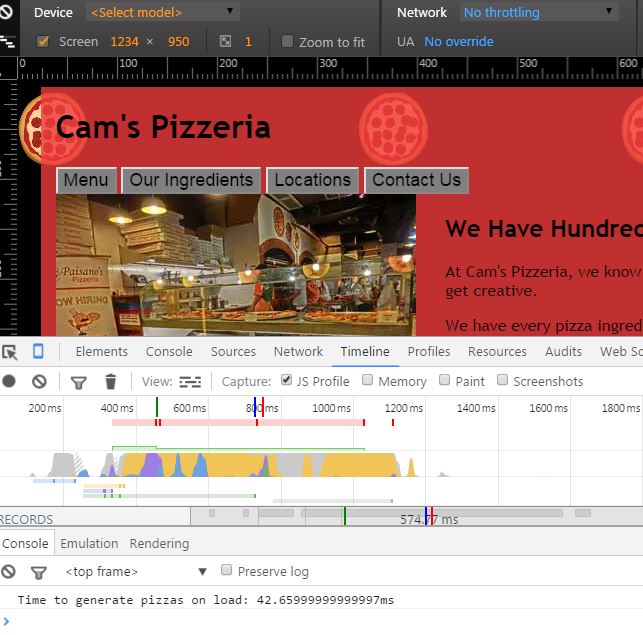 Device <Select model> Network No throttling
Screen 1234 × 950 1 Zoom to fit UA No override
0 100 200 300 400 500 600
Cam's Pizzeria
Menu Our Ingredients Locations Contact Us
We Have Hundred
Paisano's
Pizzeria
NOW HIRING
At Cam's Pizzeria, we know
get creative.
We have every pizza ingred
Elements Console Sources Network Timeline Profiles Resources Audits Web Sc
View: Capture: JS Profile Memory Paint Screenshots
200 ms 400 ms 600 ms 800 ms 1000 ms 1200 ms 1400 ms 1600 ms 1800 ms
RECORDS 574.77 ms
Console Emulation Rendering
<top frame> Preserve log
Time to generate pizzas on load: 42.65999999999997ms